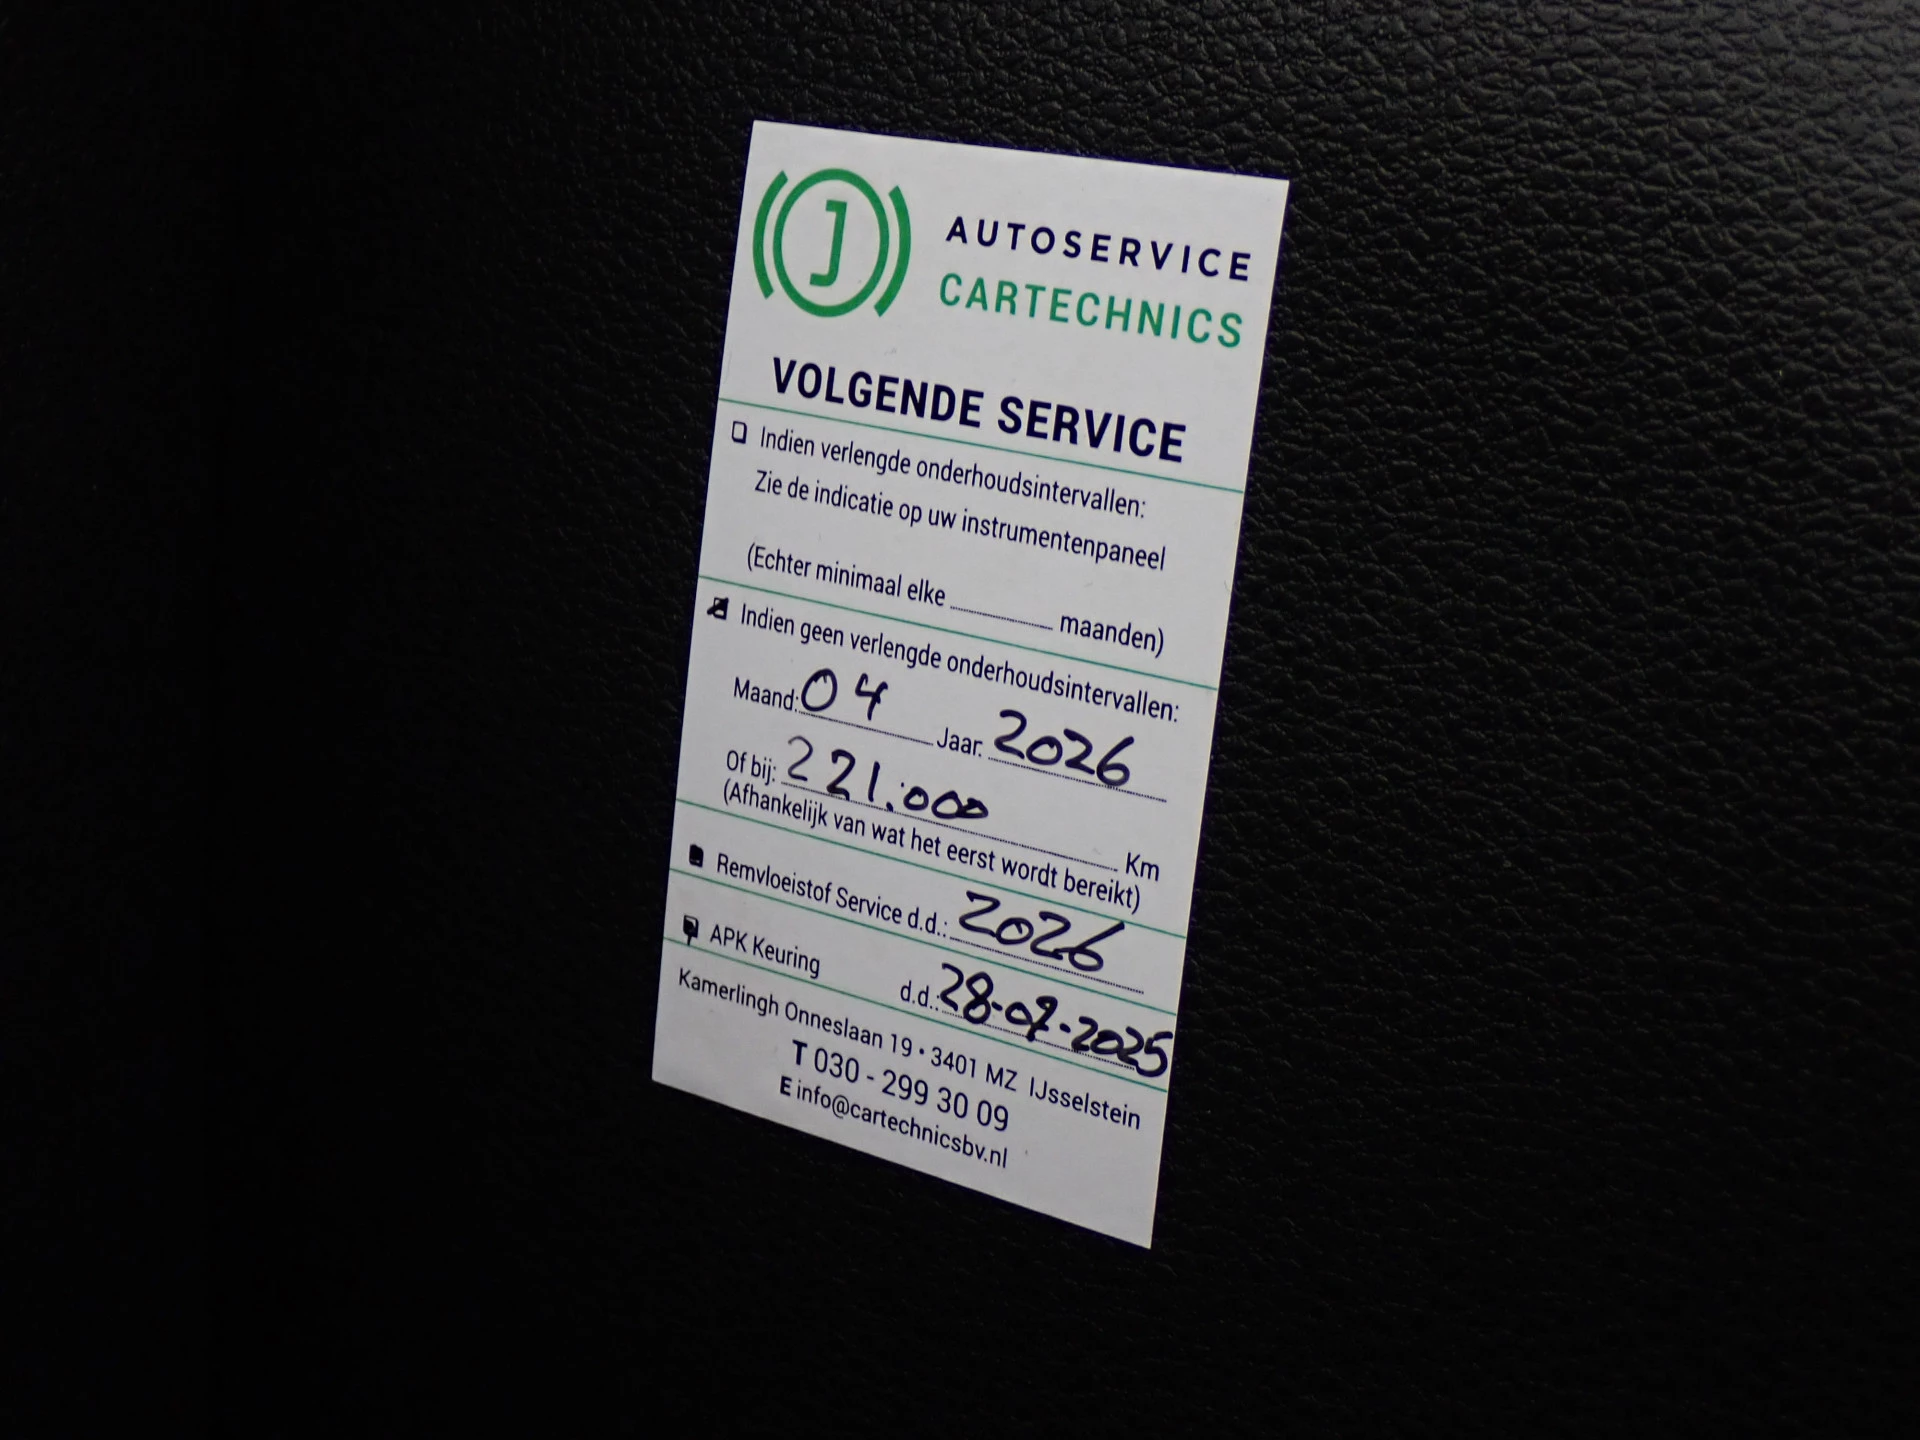 J
AUTOSERVICE
CARTECHNICS
VOLGENDE SERVICE
Indien verlengde onderhoudsintervallen:
Zie de indicatie op uw instrumentenpaneel
(Echter minimaal elke maanden)
Indien geen verlengde onderhoudsintervallen:
Maand: 04 Jaar: 2026
Of bij: 221.000 Km
(Afhankelijk van wat het eerst wordt bereikt)
Remvloeistof Service d.d.: 2026
APK Keuring d.d.: 28-07-2025
Kamerlingh Onneslaan 19 • 3401 MZ IJsselstein
T 030 - 299 30 09
E info@cartechnicsbv.nl